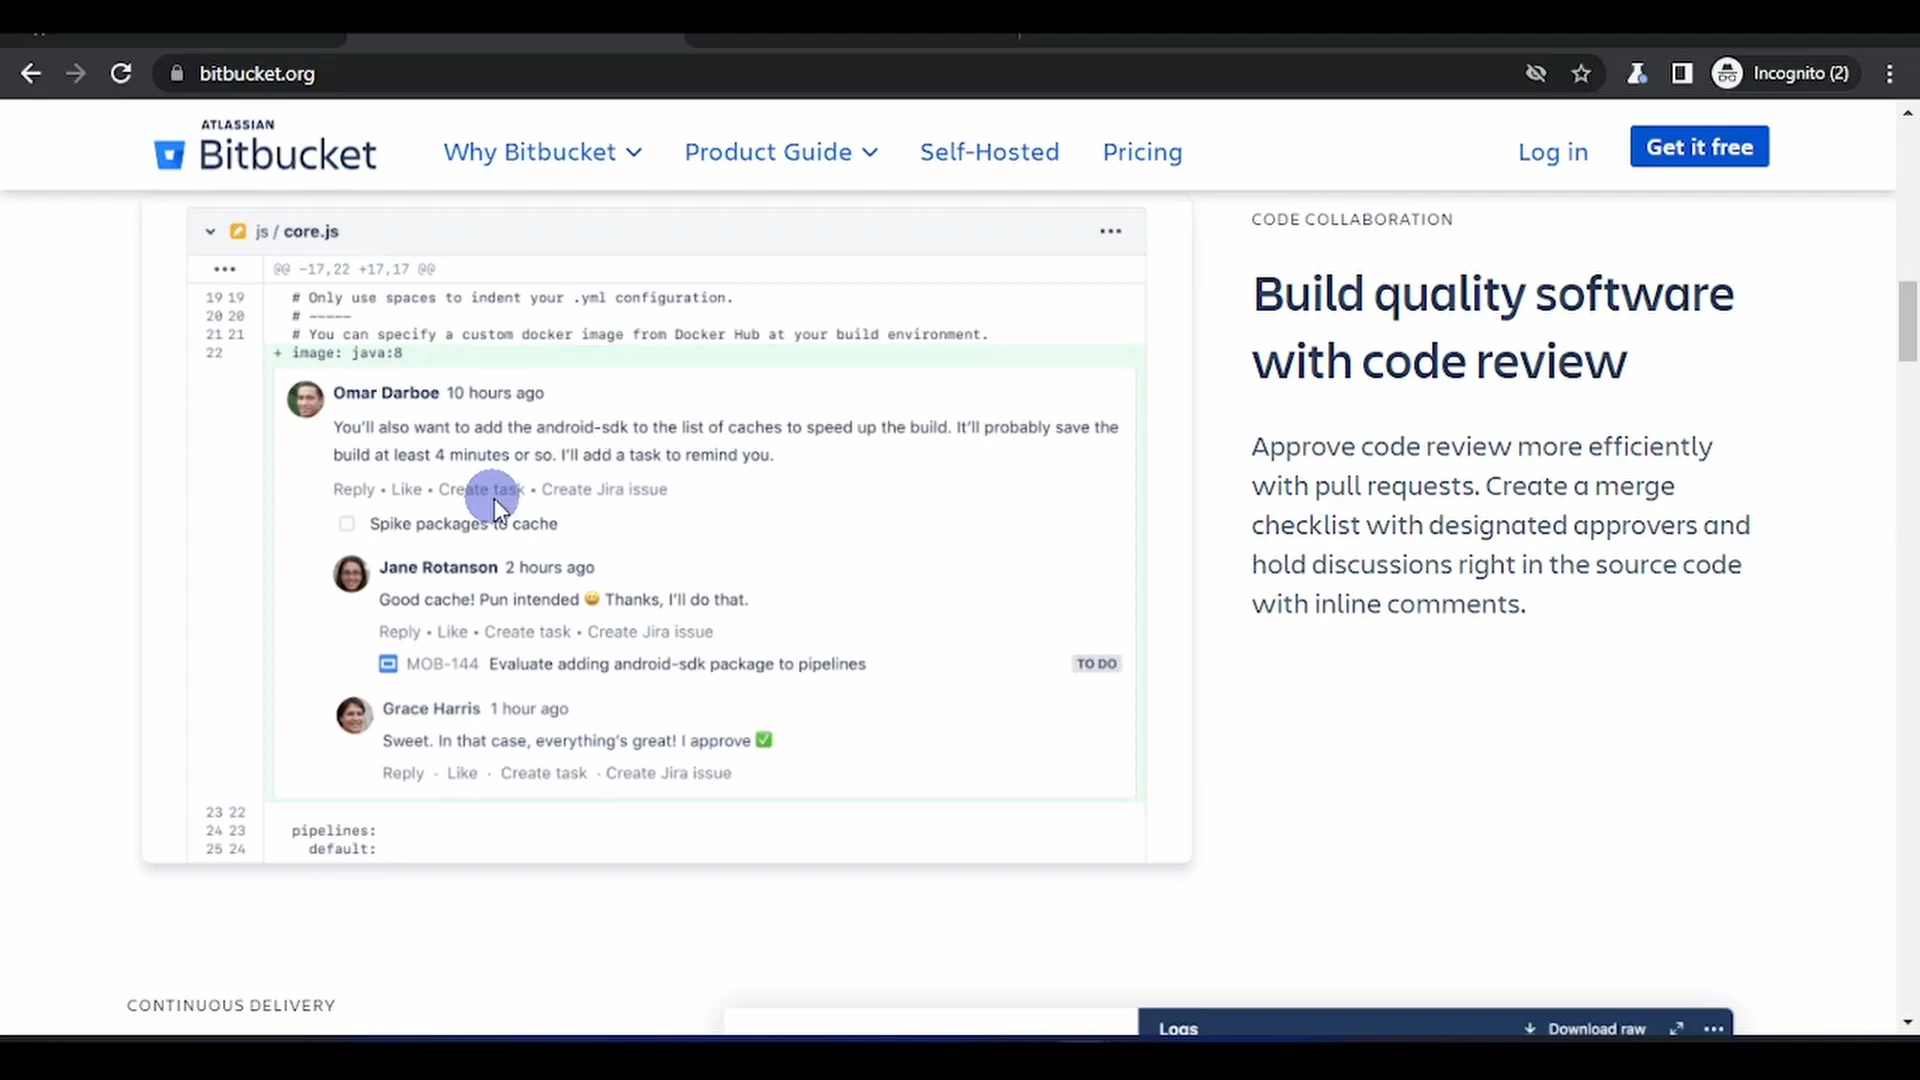 bitbucket.org
Incognito (2)
ATLASSIAN
Bitbucket
Why Bitbucket
Product Guide
Self-Hosted
Pricing
Log in
Get it free
js / core.js
@@ -17,22 +17,17 @@
19 19 # Only use spaces to indent your .yml configuration.
20 20 # -----
21 21 # You can specify a custom docker image from Docker Hub at your build environment.
22 + image: java:8
Omar Darboe 10 hours ago
You'll also want to add the android-sdk to the list of caches to speed up the build. It'll probably save the
build at least 4 minutes or so. I'll add a task to remind you.
Reply • Like • Create task • Create Jira issue
Spike packages to cache
Jane Rotanson 2 hours ago
Good cache! Pun intended 😀 Thanks, I'll do that.
Reply • Like • Create task • Create Jira issue
MOB-144 Evaluate adding android-sdk package to pipelines TO DO
Grace Harris 1 hour ago
Sweet. In that case, everything's great! I approve ✅
Reply · Like · Create task · Create Jira issue
23 22
24 23 pipelines:
25 24 default:
CODE COLLABORATION
Build quality software
with code review
Approve code review more efficiently
with pull requests. Create a merge
checklist with designated approvers and
hold discussions right in the source code
with inline comments.
CONTINUOUS DELIVERY
Logs
Download raw